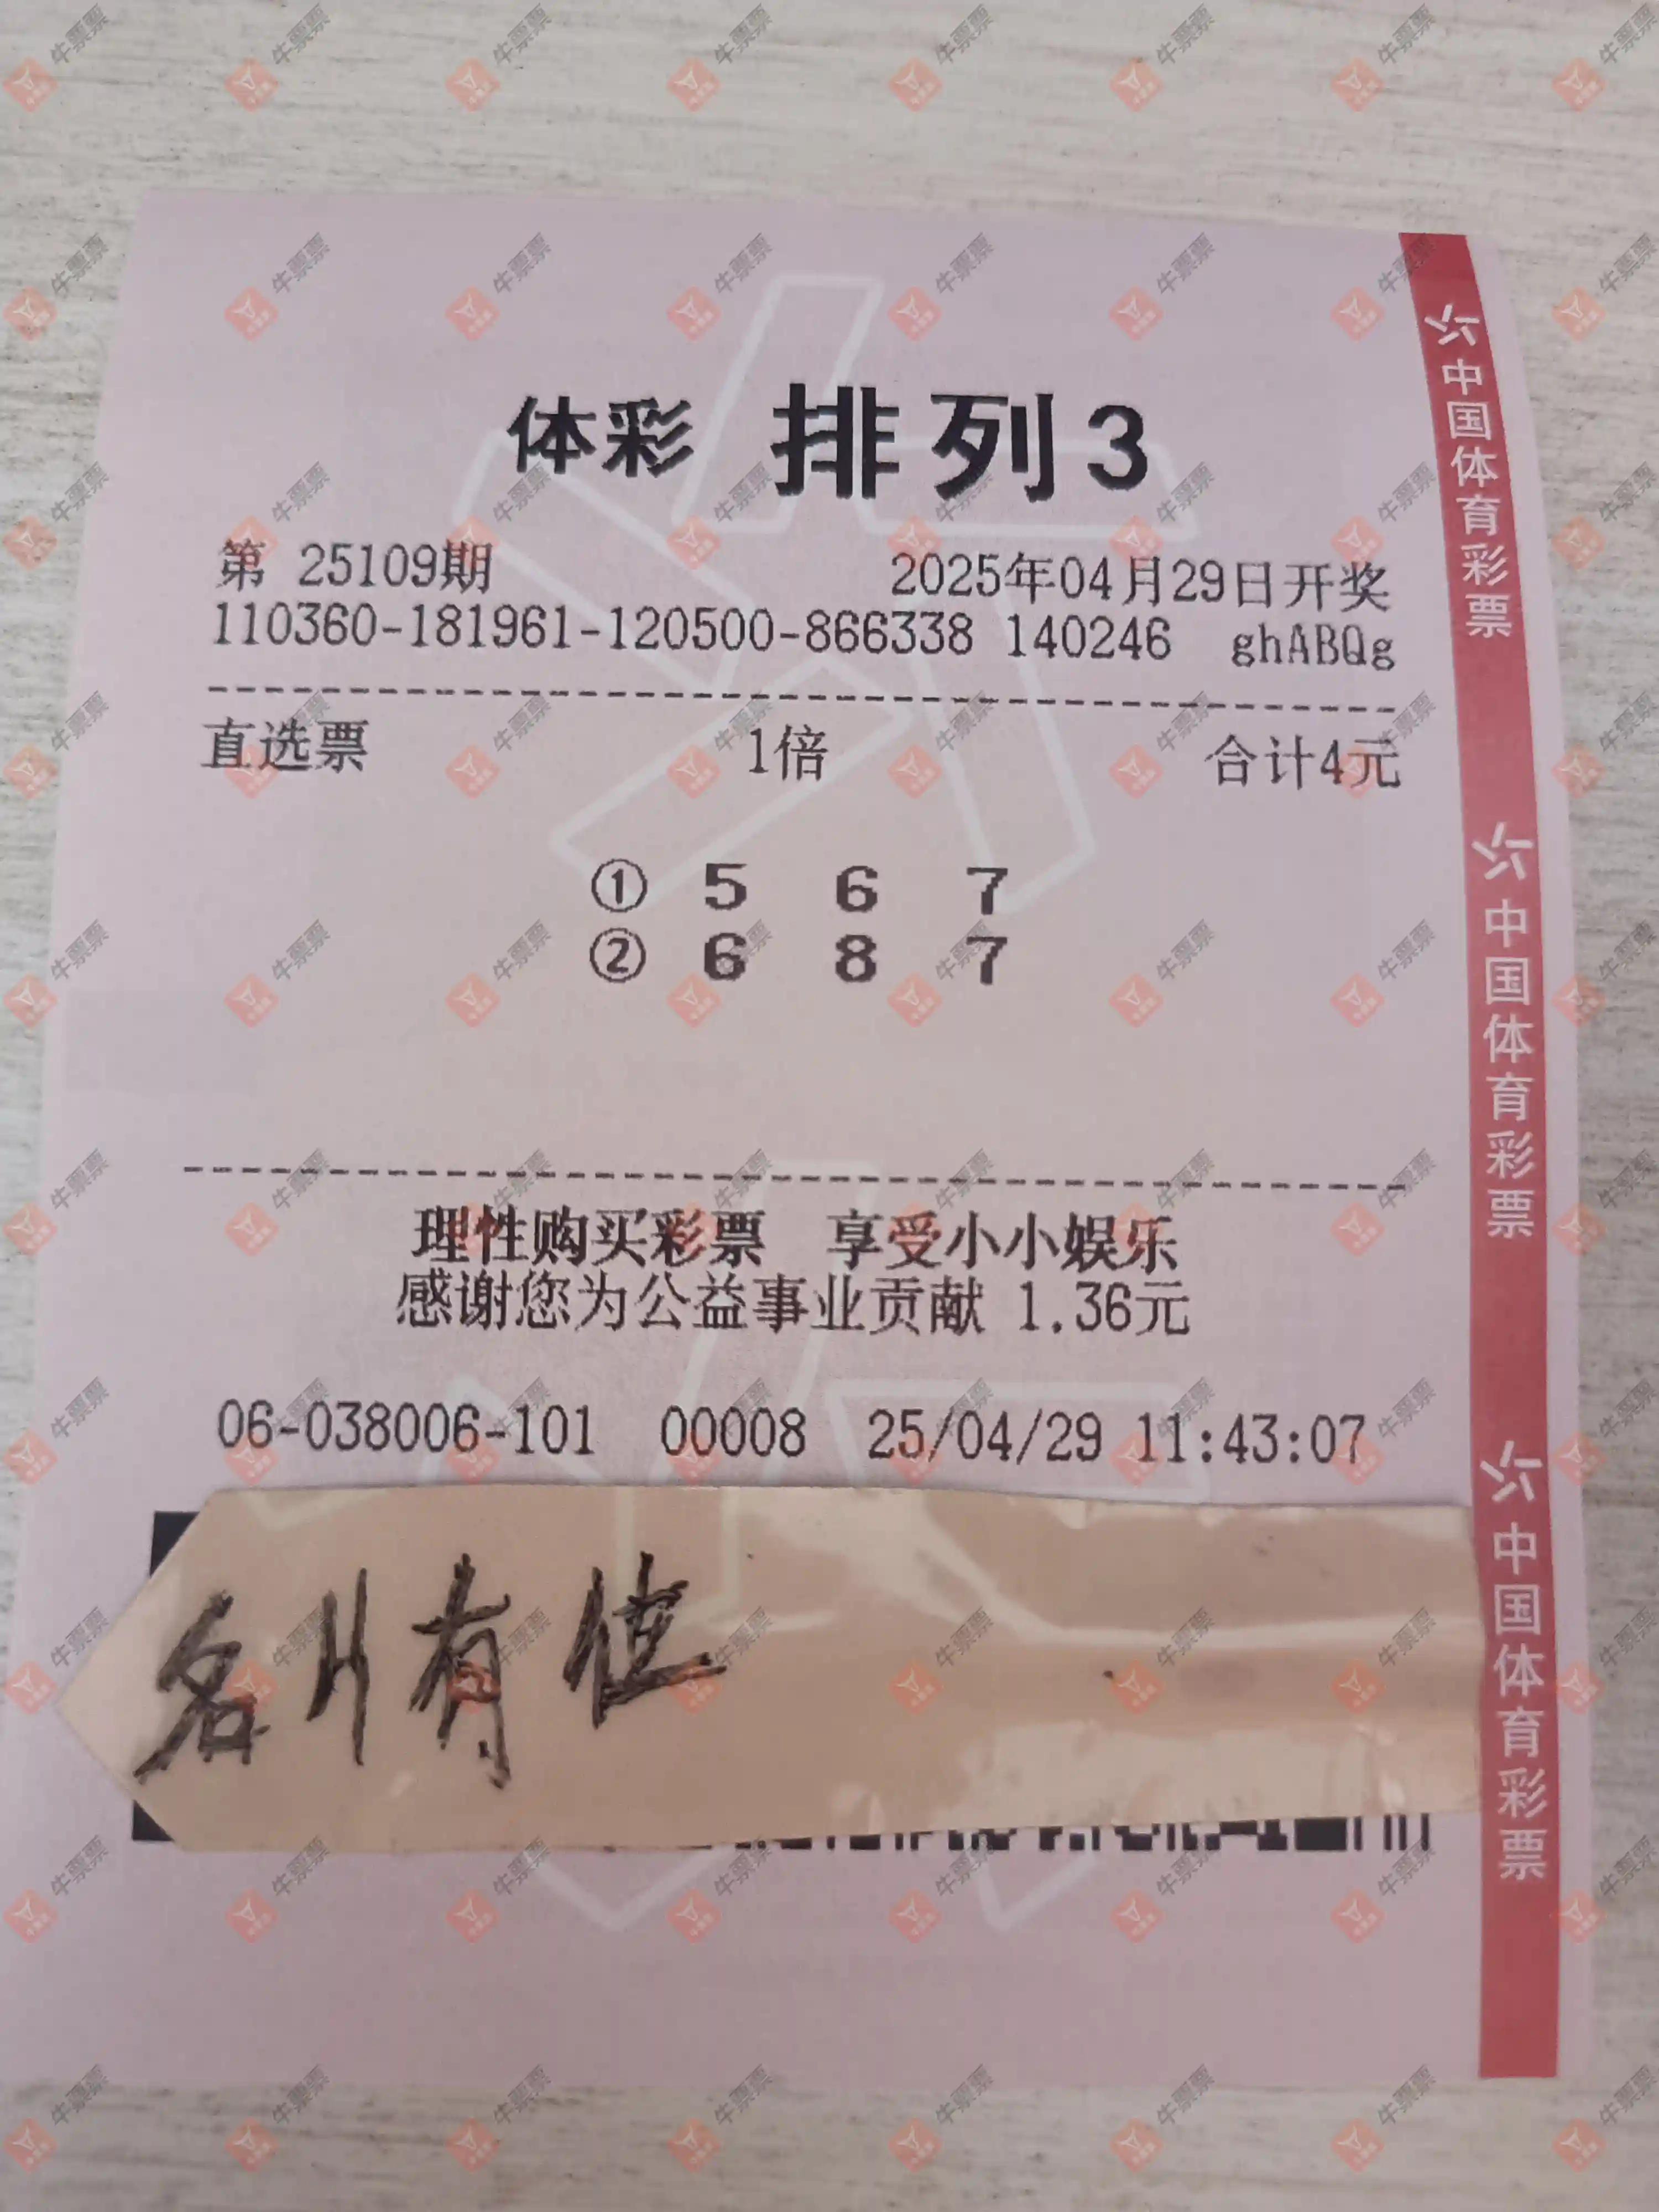 体彩 排列3
第 25109期 2025年04月29日开奖
110360-181961-120500-866338 140246 ghABQg
直选票 1倍 合计4元
① 5 6 7
② 6 8 7
理性购买彩票 享受小小娱乐
感谢您为公益事业贡献 1.36元
06-038006-101 00008 25/04/29 11:43:07
名片有值
中国体育彩票
中国体育彩票
中国体育彩票
牛票票